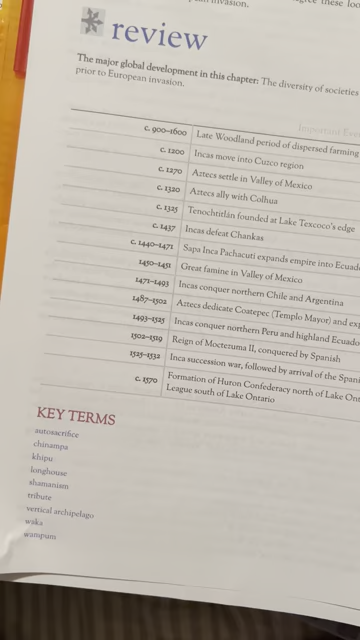 invasion.
these
review
The major global development in this chapter: The diversity of societies
prior to European invasion.
c. 900–1600 Late Woodland period of dispersed farming
c. 1200 Incas move into Cuzco region
c. 1270 Aztecs settle in Valley of Mexico
c. 1320 Aztecs ally with Colhua
c. 1325 Tenochtitlán founded at Lake Texcoco's edge
c. 1437 Incas defeat Chankas
c. 1440–1471 Sapa Inca Pachacuti expands empire into Ecuad
1450–1451 Great famine in Valley of Mexico
1471–1493 Incas conquer northern Chile and Argentina
1487–1502 Aztecs dedicate Coatepec (Templo Mayor) and exp
1493–1525 Incas conquer northern Peru and highland Ecuado
1502–1519 Reign of Moctezuma II, conquered by Spanish
1525–1532 Inca succession war, followed by arrival of the Spani
c. 1570 Formation of Huron Confederacy north of Lake Ont
League south of Lake Ontario
KEY TERMS
autosacrifice
chinampa
khipu
longhouse
shamanism
tribute
vertical archipelago
waka
wampum